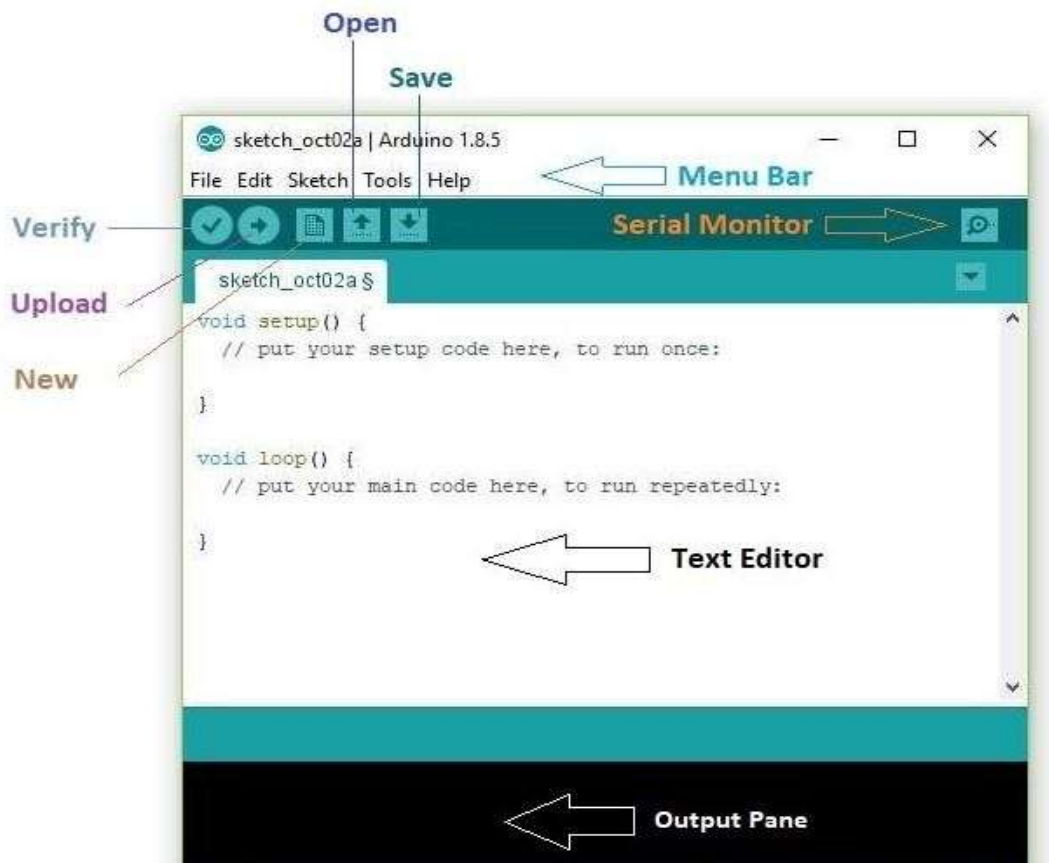 Open
Save
sketch_oct02a | Arduino 1.8.5
File Edit Sketch Tools Help
Menu Bar
Verify
Serial Monitor
sketch_oct02a §
Upload
void setup() {
// put your setup code here, to run once:
New
}
void loop() {
// put your main code here, to run repeatedly:
}
Text Editor
Output Pane